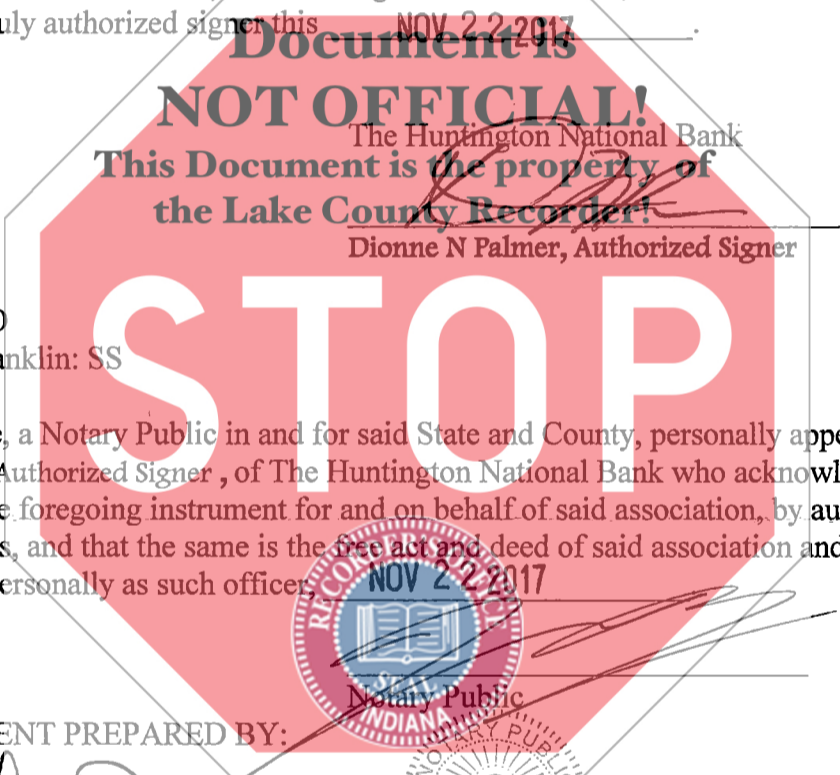 uly authorized signer this NOV 2 2 2017.
Document is
NOT OFFICIAL!
The Huntington National Bank
This Document is the property of
the Lake County Recorder!
Dionne N Palmer, Authorized Signer
STOP
anklin: SS
, a Notary Public in and for said State and County, personally appe
Authorized Signer , of The Huntington National Bank who acknowl
e foregoing instrument for and on behalf of said association, by au
s, and that the same is the free act and deed of said association and
ersonally as such officer, NOV 2 2 2017
RECORDER'S OFFICE
SEAL
INDIANA
Notary Public
ENT PREPARED BY:
NOTARY PUBLI